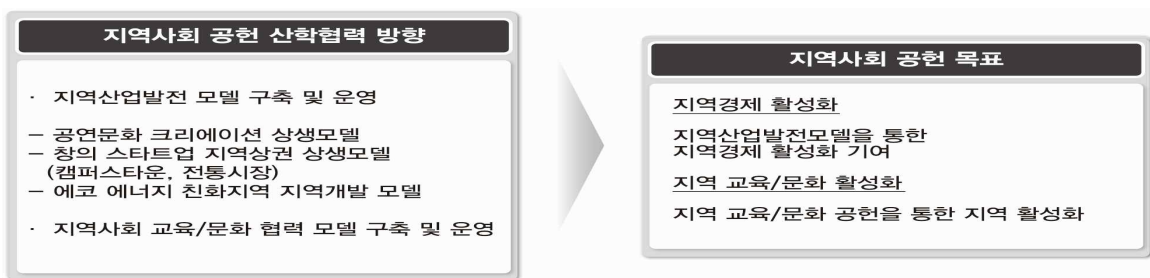 지역사회 공헌 산학협력 방향
· 지역산업발전 모델 구축 및 운영
– 공연문화 크리에이션 상생모델
– 창의 스타트업 지역상권 상생모델
(캠퍼스타운, 전통시장)
– 에코 에너지 친화지역 지역개발 모델
· 지역사회 교육/문화 협력 모델 구축 및 운영
지역사회 공헌 목표
지역경제 활성화
지역산업발전모델을 통한
지역경제 활성화 기여
지역 교육/문화 활성화
지역 교육/문화 공헌을 통한 지역 활성화